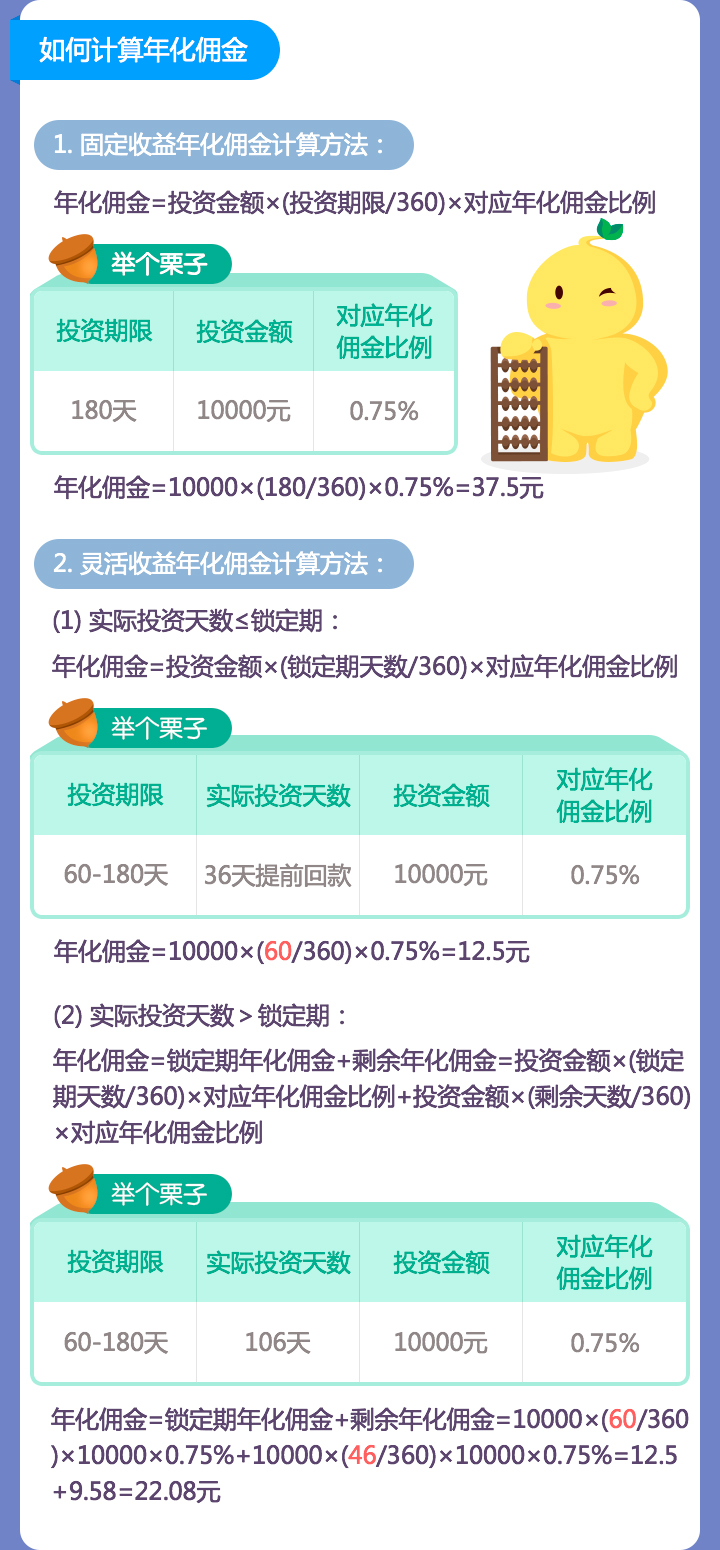 如何计算年化佣金
1. 固定收益年化佣金计算方法：
年化佣金=投资金额×(投资期限/360)×对应年化佣金比例
举个栗子
投资期限 投资金额 对应年化
佣金比例
180天 10000元 0.75%
年化佣金=10000×(180/360)×0.75%=37.5元
2. 灵活收益年化佣金计算方法：
(1) 实际投资天数≤锁定期：
年化佣金=投资金额×(锁定期天数/360)×对应年化佣金比例
举个栗子
投资期限 实际投资天数 投资金额 对应年化
佣金比例
60-180天 36天提前回款 10000元 0.75%
年化佣金=10000×(60/360)×0.75%=12.5元
(2) 实际投资天数＞锁定期：
年化佣金=锁定期年化佣金+剩余年化佣金=投资金额×(锁定
期天数/360)×对应年化佣金比例+投资金额×(剩余天数/360)
×对应年化佣金比例
举个栗子
投资期限 实际投资天数 投资金额 对应年化
佣金比例
60-180天 106天 10000元 0.75%
年化佣金=锁定期年化佣金+剩余年化佣金=10000×(60/360
)×10000×0.75%+10000×(46/360)×10000×0.75%=12.5
+9.58=22.08元